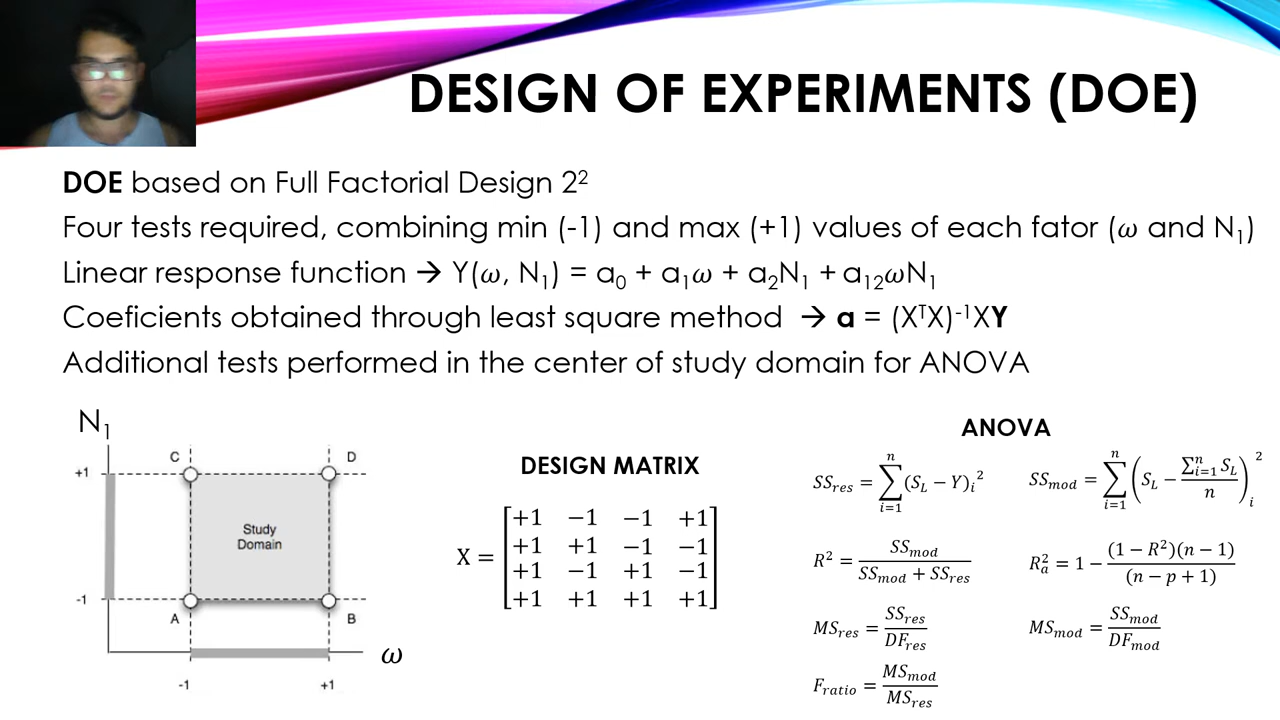 DESIGN OF EXPERIMENTS (DOE)
DOE based on Full Factorial Design 2²
Four tests required, combining min (-1) and max (+1) values of each fator (ω and N₁)
Linear response function → Y(ω, N₁) = a₀ + a₁ω + a₂N₁ + a₁₂ωN₁
Coeficients obtained through least square method → a = (XᵀX)⁻¹XY
Additional tests performed in the center of study domain for ANOVA
N₁
C D
+1
Study
Domain
-1
A B
ω
-1 +1
DESIGN MATRIX
X = [+1 −1 −1 +1
+1 +1 −1 −1
+1 −1 +1 −1
+1 +1 +1 +1]
ANOVA
SS_res = ∑_{i=1}^{n} (S_L − Y)_i²
SS_mod = ∑_{i=1}^{n} (S_L − (∑_{i=1}^{n} S_L)/n)_i²
R² = SS_mod / (SS_mod + SS_res)
R_a² = 1 − (1 − R²)(n − 1) / (n − p + 1)
MS_res = SS_res / DF_res
MS_mod = SS_mod / DF_mod
F_ratio = MS_mod / MS_res